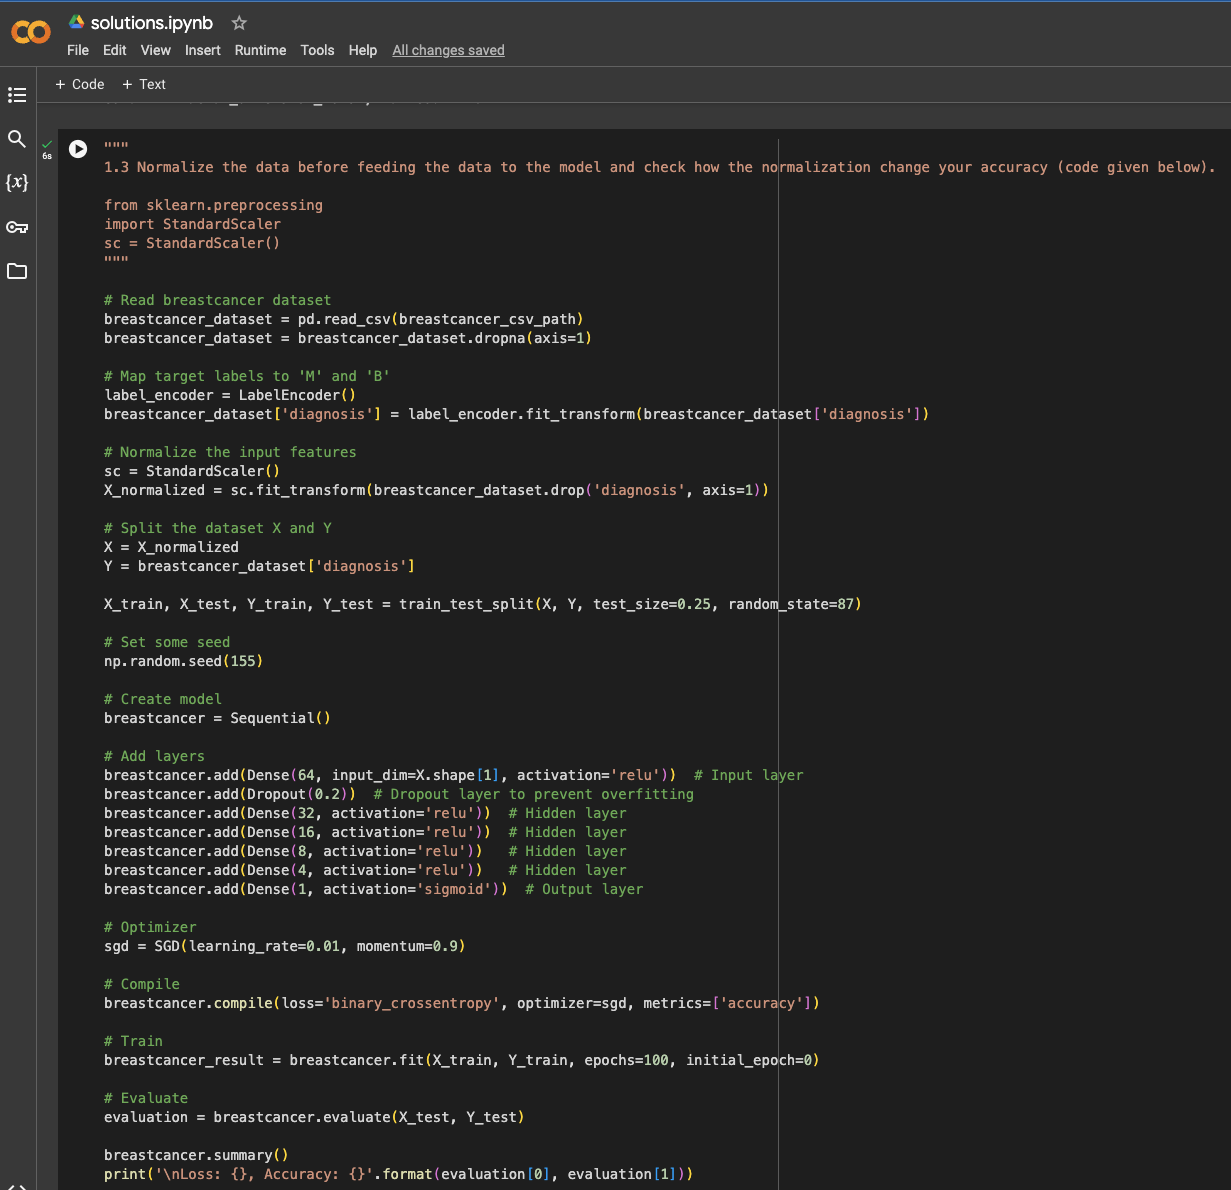 solutions.ipynb
File Edit View Insert Runtime Tools Help All changes saved
+ Code + Text
6s
"""
1.3 Normalize the data before feeding the data to the model and check how the normalization change your accuracy (code given below).
from sklearn.preprocessing
import StandardScaler
sc = StandardScaler()
"""
# Read breastcancer dataset
breastcancer_dataset = pd.read_csv(breastcancer_csv_path)
breastcancer_dataset = breastcancer_dataset.dropna(axis=1)
# Map target labels to 'M' and 'B'
label_encoder = LabelEncoder()
breastcancer_dataset['diagnosis'] = label_encoder.fit_transform(breastcancer_dataset['diagnosis'])
# Normalize the input features
sc = StandardScaler()
X_normalized = sc.fit_transform(breastcancer_dataset.drop('diagnosis', axis=1))
# Split the dataset X and Y
X = X_normalized
Y = breastcancer_dataset['diagnosis']
X_train, X_test, Y_train, Y_test = train_test_split(X, Y, test_size=0.25, random_state=87)
# Set some seed
np.random.seed(155)
# Create model
breastcancer = Sequential()
# Add layers
breastcancer.add(Dense(64, input_dim=X.shape[1], activation='relu'))  # Input layer
breastcancer.add(Dropout(0.2))  # Dropout layer to prevent overfitting
breastcancer.add(Dense(32, activation='relu'))  # Hidden layer
breastcancer.add(Dense(16, activation='relu'))  # Hidden layer
breastcancer.add(Dense(8, activation='relu'))   # Hidden layer
breastcancer.add(Dense(4, activation='relu'))   # Hidden layer
breastcancer.add(Dense(1, activation='sigmoid'))  # Output layer
# Optimizer
sgd = SGD(learning_rate=0.01, momentum=0.9)
# Compile
breastcancer.compile(loss='binary_crossentropy', optimizer=sgd, metrics=['accuracy'])
# Train
breastcancer_result = breastcancer.fit(X_train, Y_train, epochs=100, initial_epoch=0)
# Evaluate
evaluation = breastcancer.evaluate(X_test, Y_test)
breastcancer.summary()
print('\nLoss: {}, Accuracy: {}'.format(evaluation[0], evaluation[1]))